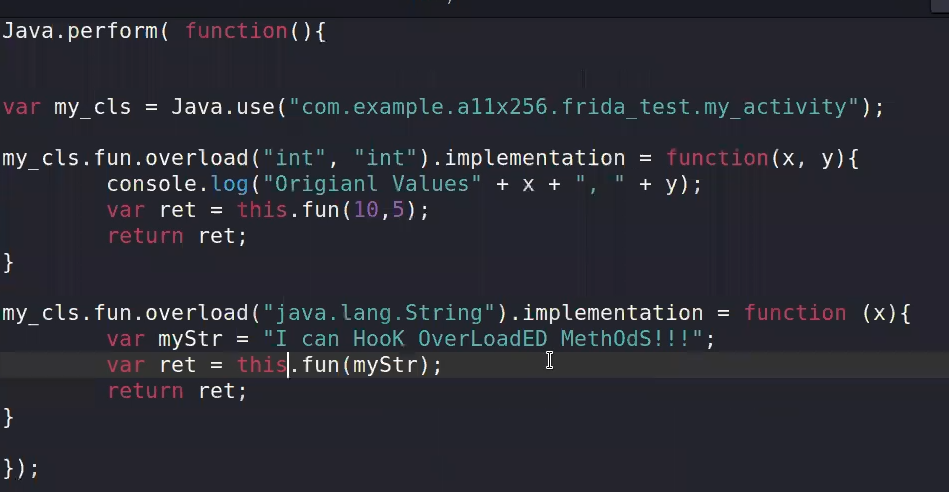 Java.perform( function(){
var my_cls = Java.use("com.example.a11x256.frida_test.my_activity");
my_cls.fun.overload("int", "int").implementation = function(x, y){
console.log("Origianl Values" + x + ", " + y);
var ret = this.fun(10,5);
return ret;
}
my_cls.fun.overload("java.lang.String").implementation = function (x){
var myStr = "I can HooK OverLoadED MethOdS!!!";
var ret = this.fun(myStr);
return ret;
}
});